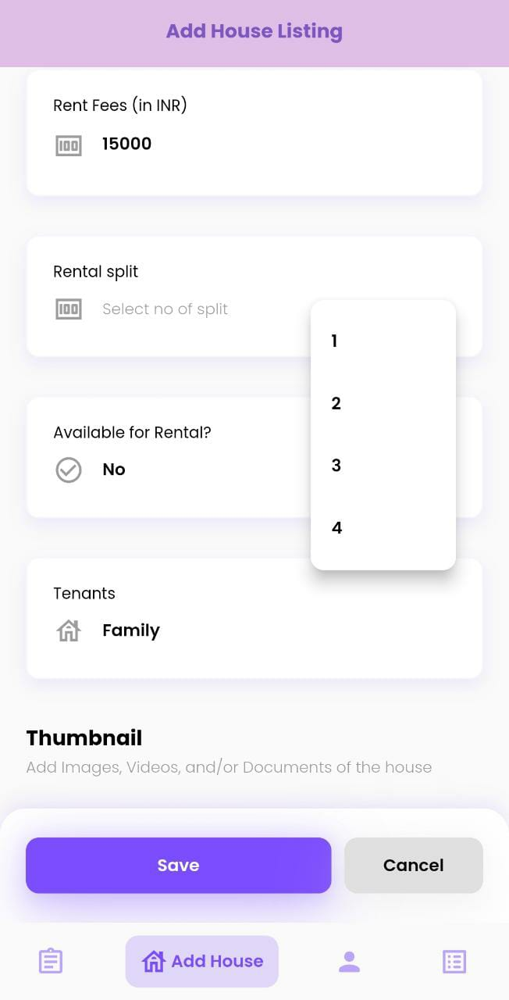 Add House Listing
Rent Fees (in INR)
100 15000
Rental split
100 Select no of split
1
2
3
4
Available for Rental?
No
Tenants
Family
Thumbnail
Add Images, Videos, and/or Documents of the house
Save Cancel
Add House